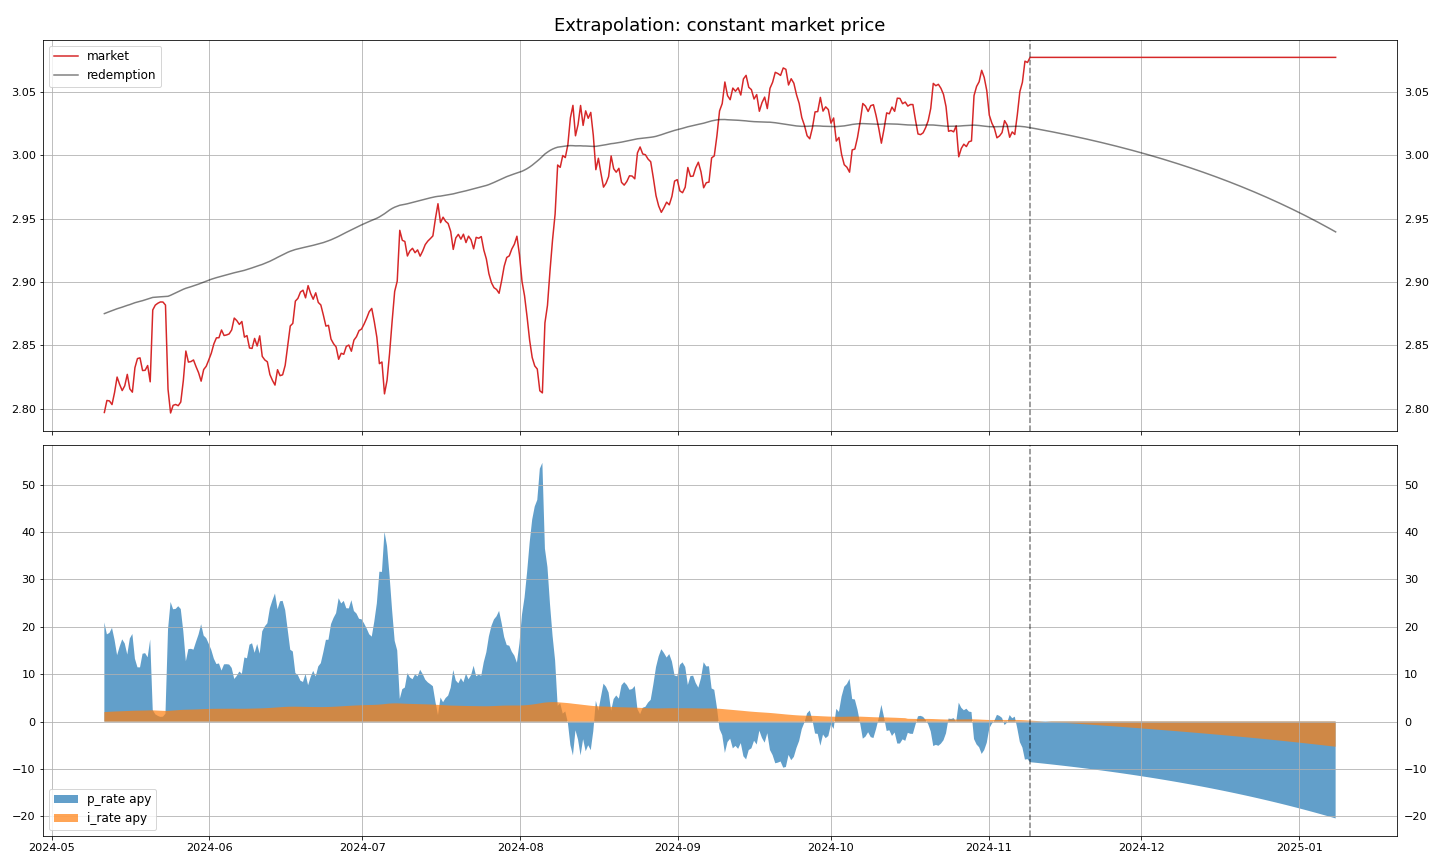 Extrapolation: constant market price
market
redemption
3.05 3.05
3.00 3.00
2.95 2.95
2.90 2.90
2.85 2.85
2.80 2.80
50 50
40 40
30 30
20 20
10 10
0 0
−10 −10
−20 −20
p_rate apy
i_rate apy
2024-05 2024-06 2024-07 2024-08 2024-09 2024-10 2024-11 2024-12 2025-01